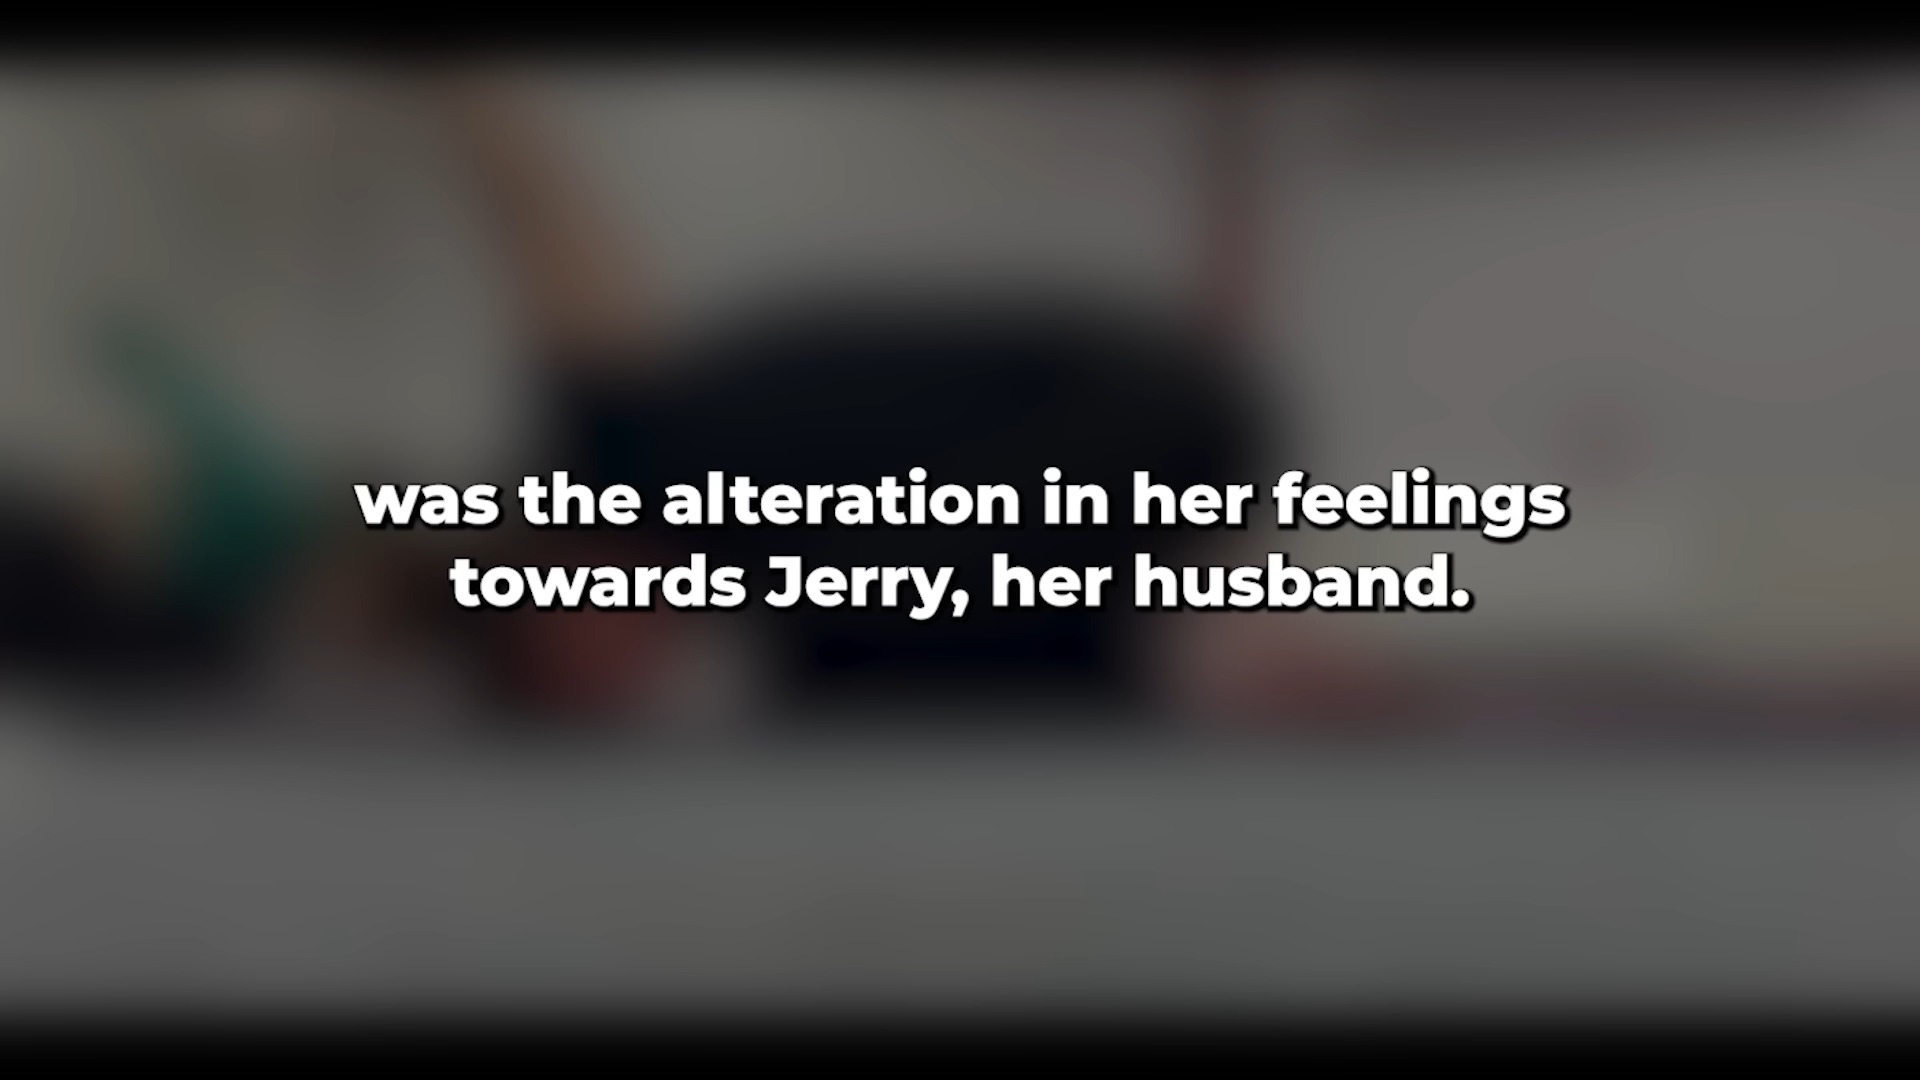 was the alteration in her feelings
towards Jerry, her husband.